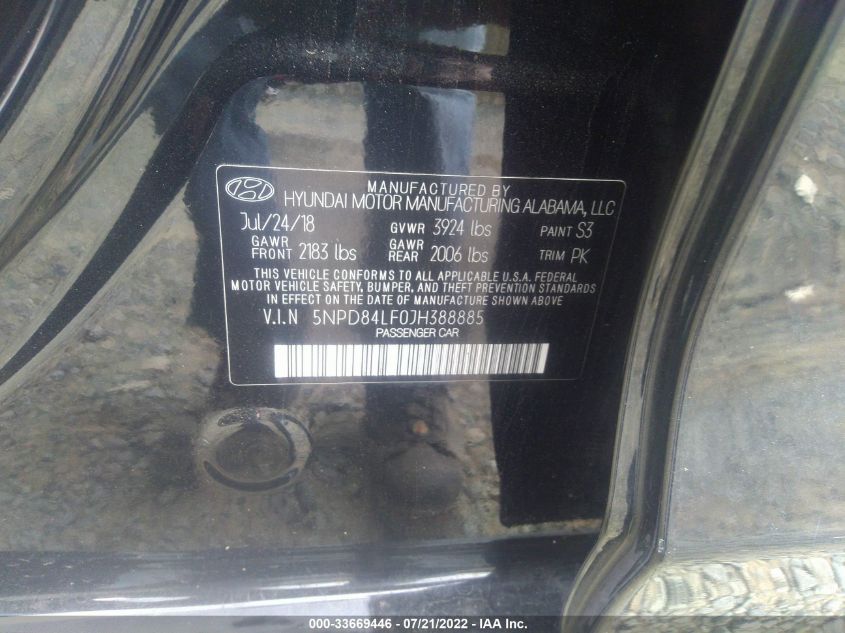 MANUFACTURED BY
HYUNDAI MOTOR MANUFACTURING ALABAMA, LLC
Jul/24/18 GVWR 3924 lbs PAINT S3
GAWR FRONT 2183 lbs GAWR REAR 2006 lbs TRIM PK
THIS VEHICLE CONFORMS TO ALL APPLICABLE U.S.A. FEDERAL
MOTOR VEHICLE SAFETY, BUMPER, AND THEFT PREVENTION STANDARDS
IN EFFECT ON THE DATE OF MANUFACTURE SHOWN ABOVE
V.I.N 5NPD84LF0JH388885
PASSENGER CAR
000-33669446 - 07/21/2022 - IAA Inc.